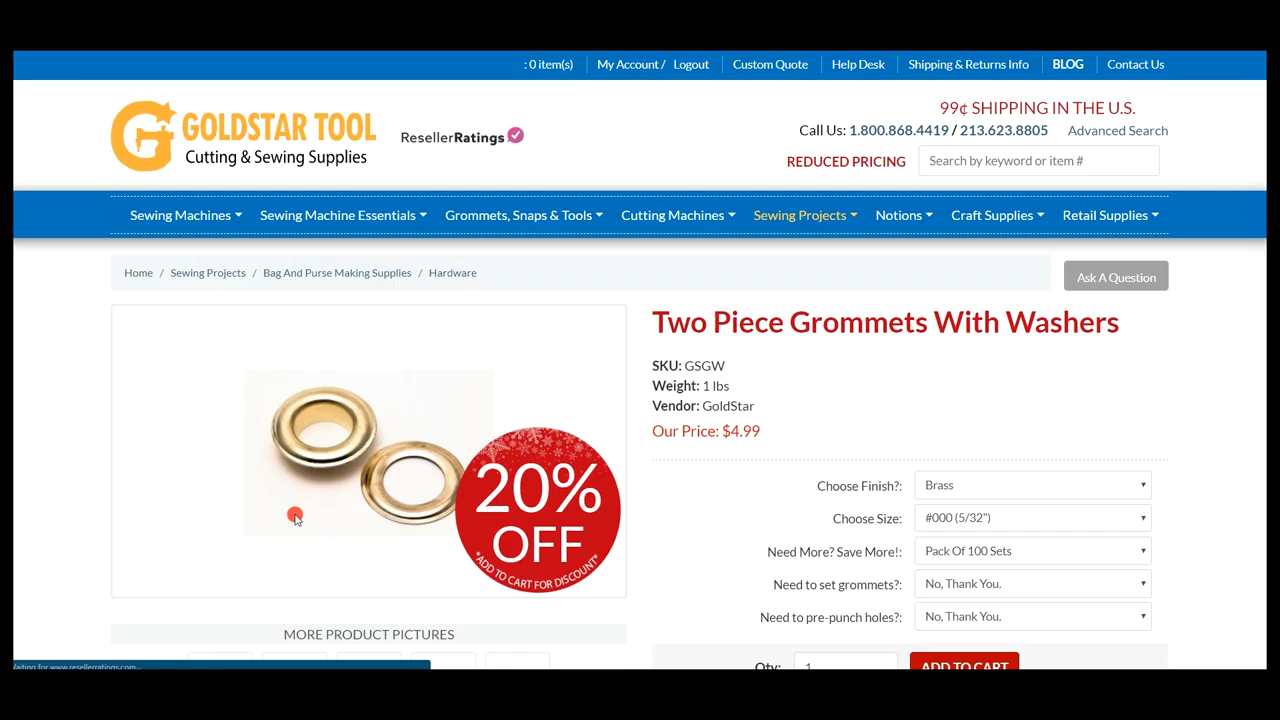 : 0 item(s) My Account / Logout Custom Quote Help Desk Shipping & Returns Info BLOG Contact Us
GOLDSTAR TOOL
Cutting & Sewing Supplies
ResellerRatings
99¢ SHIPPING IN THE U.S.
Call Us: 1.800.868.4419 / 213.623.8805 Advanced Search
REDUCED PRICING Search by keyword or item #
Sewing Machines Sewing Machine Essentials Grommets, Snaps & Tools Cutting Machines Sewing Projects Notions Craft Supplies Retail Supplies
Home / Sewing Projects / Bag And Purse Making Supplies / Hardware
Ask A Question
20%
OFF
*ADD TO CART FOR DISCOUNT*
MORE PRODUCT PICTURES
Two Piece Grommets With Washers
SKU: GSGW
Weight: 1 lbs
Vendor: GoldStar
Our Price: $4.99
Choose Finish?: Brass
Choose Size: #000 (5/32")
Need More? Save More!: Pack Of 100 Sets
Need to set grommets?: No, Thank You.
Need to pre-punch holes?: No, Thank You.
Qty: 1 ADD TO CART
Waiting for www.resellerratings.com...